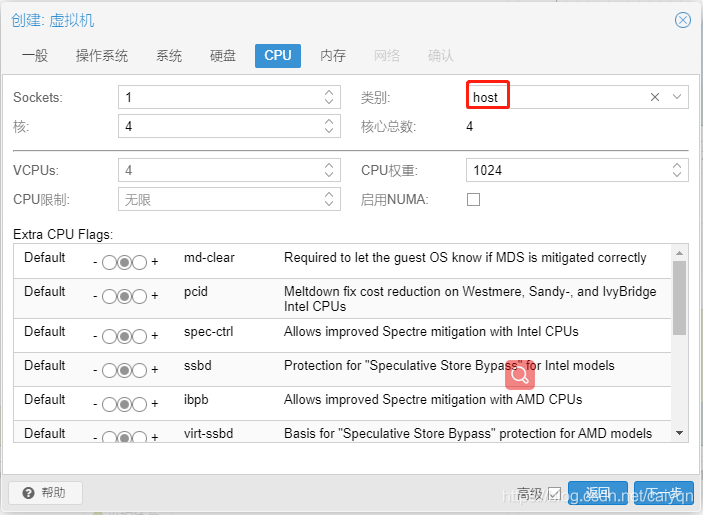 创建: 虚拟机
一般 操作系统 系统 硬盘 CPU 内存 网络 确认
Sockets: 1 类别: host
核: 4 核心总数: 4
VCPUs: 4 CPU权重: 1024
CPU限制: 无限 启用NUMA:
Extra CPU Flags:
Default - + md-clear Required to let the guest OS know if MDS is mitigated correctly
Default - + pcid Meltdown fix cost reduction on Westmere, Sandy-, and IvyBridge
Intel CPUs
Default - + spec-ctrl Allows improved Spectre mitigation with Intel CPUs
Default - + ssbd Protection for "Speculative Store Bypass" for Intel models
Default - + ibpb Allows improved Spectre mitigation with AMD CPUs
Default - + virt-ssbd Basis for "Speculative Store Bypass" protection for AMD models
帮助 高级 返回 下一步
https://blog.csdn.net/caiyqn